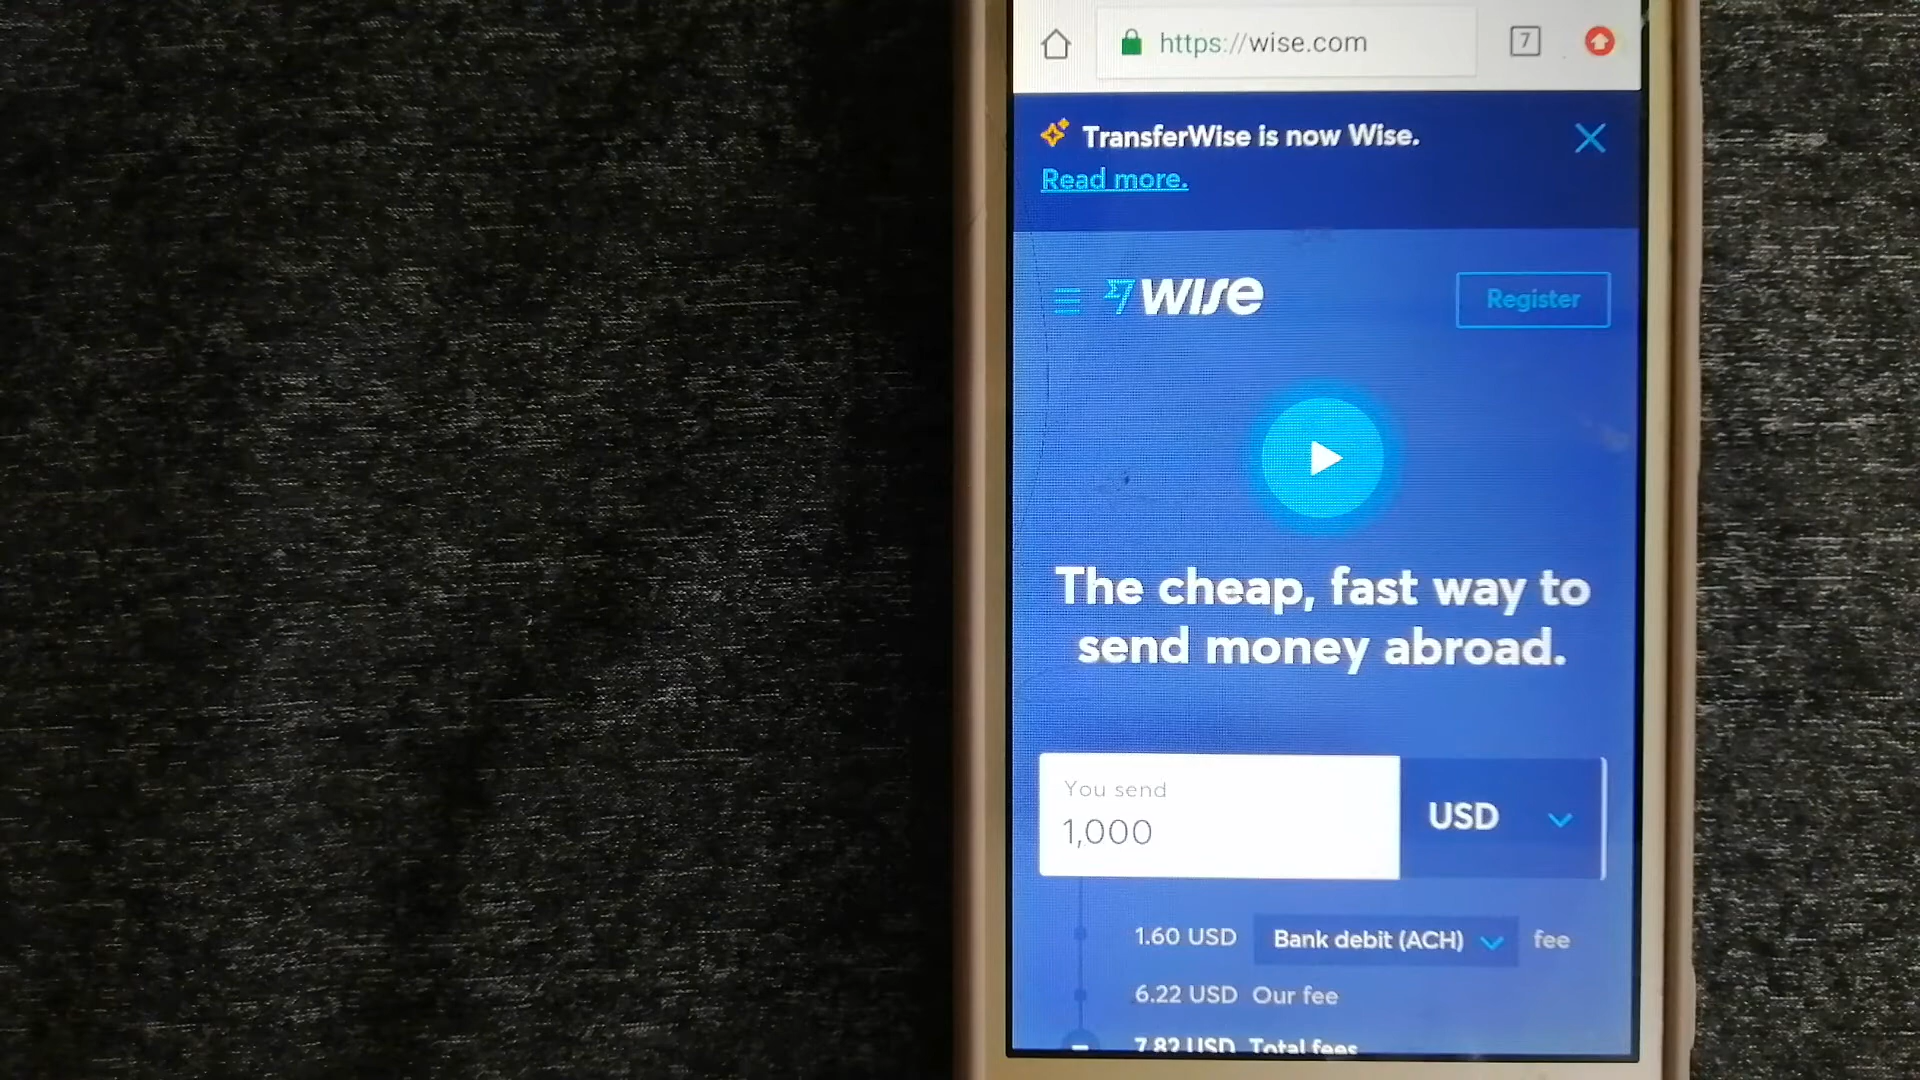 https://wise.com
7
TransferWise is now Wise.
Read more.
wise
Register
The cheap, fast way to
send money abroad.
You send
1,000
USD
1.60 USD Bank debit (ACH) fee
6.22 USD Our fee
7.82 USD Total fees